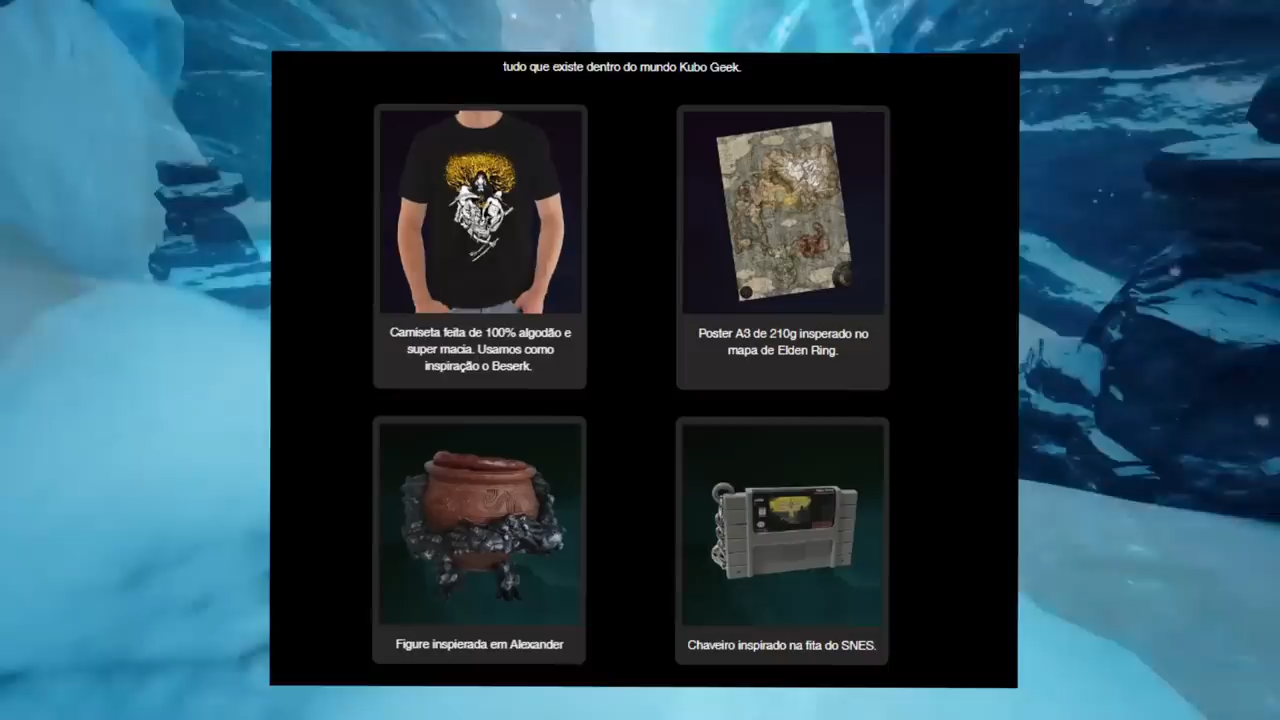 tudo que existe dentro do mundo Kubo Geek.
Camiseta feita de 100% algodão e
super macia. Usamos como
inspiração o Beserk.
Poster A3 de 210g insperado no
mapa de Elden Ring.
Figure inspierada em Alexander
Chaveiro inspirado na fita do SNES.